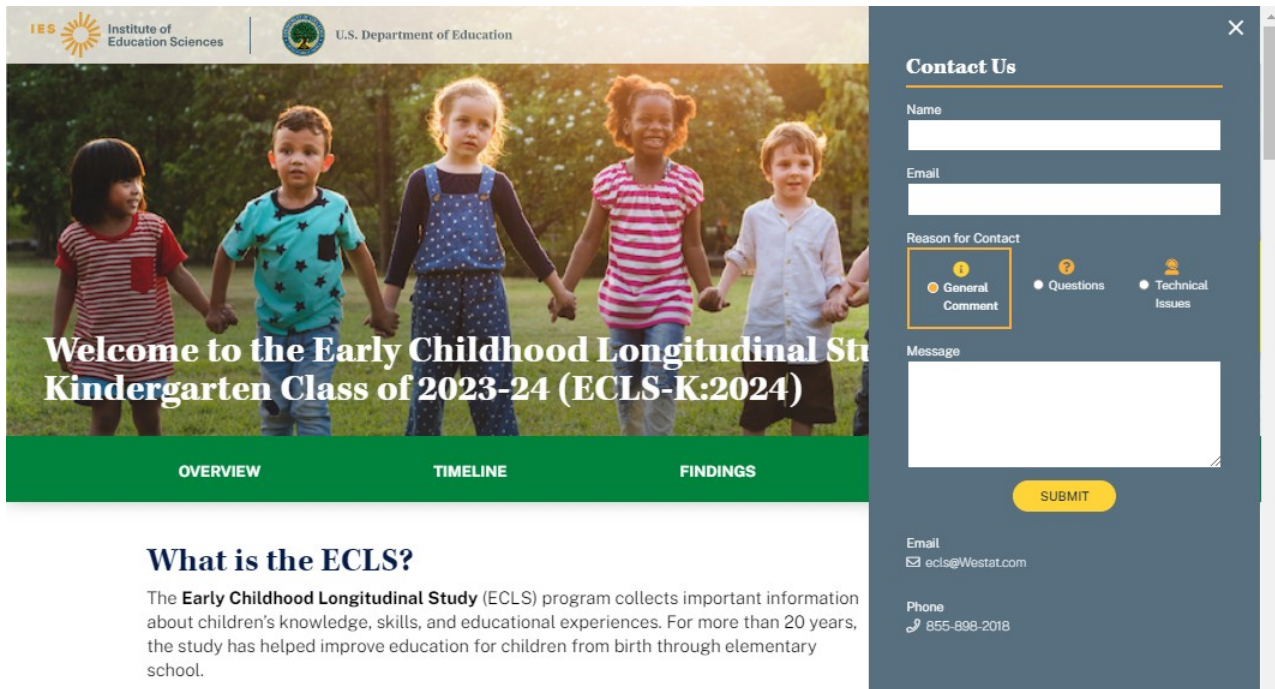 IES Institute of
Education Sciences
U.S. Department of Education
Welcome to the Early Childhood Longitudinal
Kindergarten Class of 2023-24 (ECLS-K:2024)
OVERVIEW TIMELINE FINDINGS
What is the ECLS?
The Early Childhood Longitudinal Study (ECLS) program collects important information
about children's knowledge, skills, and educational experiences. For more than 20 years,
the study has helped improve education for children from birth through elementary
school.
Contact Us
Name
Email
Reason for Contact
General
Comment
Questions
Technical
Issues
Message
SUBMIT
Email
ecls@Westat.com
Phone
855-898-2018